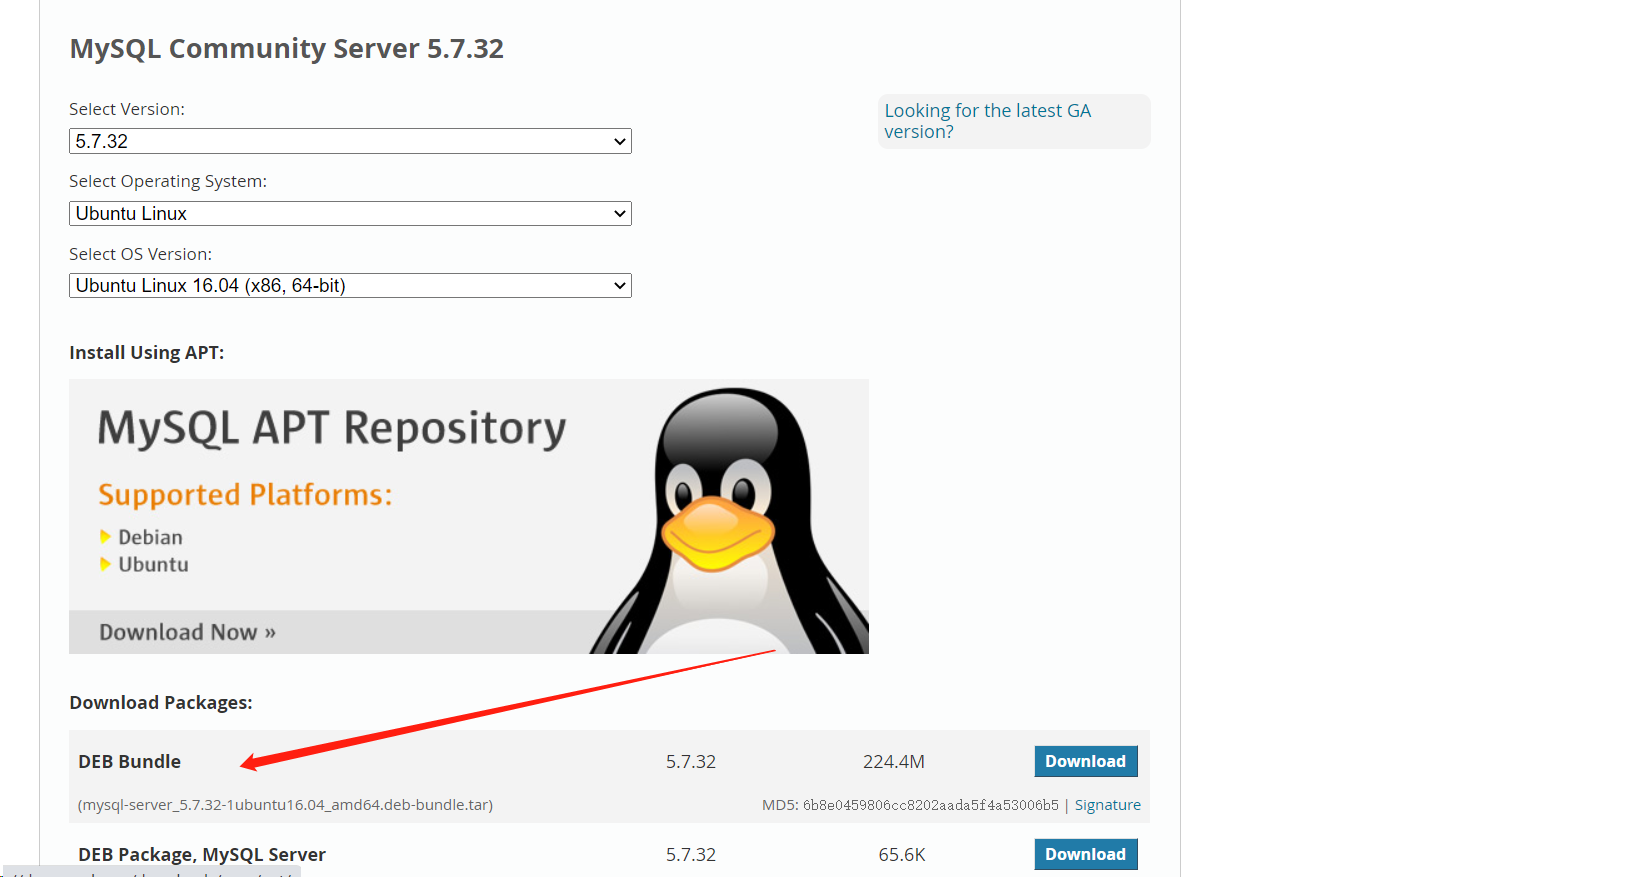 MySQL Community Server 5.7.32
Select Version:
Looking for the latest GA
version?
5.7.32
Select Operating System:
Ubuntu Linux
Select OS Version:
Ubuntu Linux 16.04 (x86, 64-bit)
Install Using APT:
MySQL APT Repository
Supported Platforms:
Debian
Ubuntu
Download Now »
Download Packages:
DEB Bundle 5.7.32 224.4M Download
(mysql-server_5.7.32-1ubuntu16.04_amd64.deb-bundle.tar) MD5: 6b8e0459806cc8202aada5f4a53006b5 | Signature
DEB Package, MySQL Server 5.7.32 65.6K Download